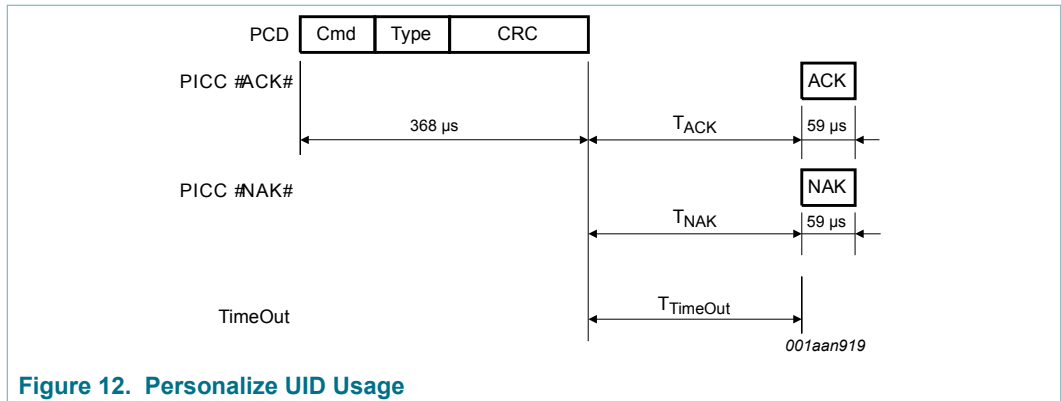 PCD Cmd Type CRC
PICC #ACK# ACK
368 µs TACK 59 µs
PICC #NAK# NAK
TNAK 59 µs
TimeOut TTimeOut
001aan919
Figure 12. Personalize UID Usage